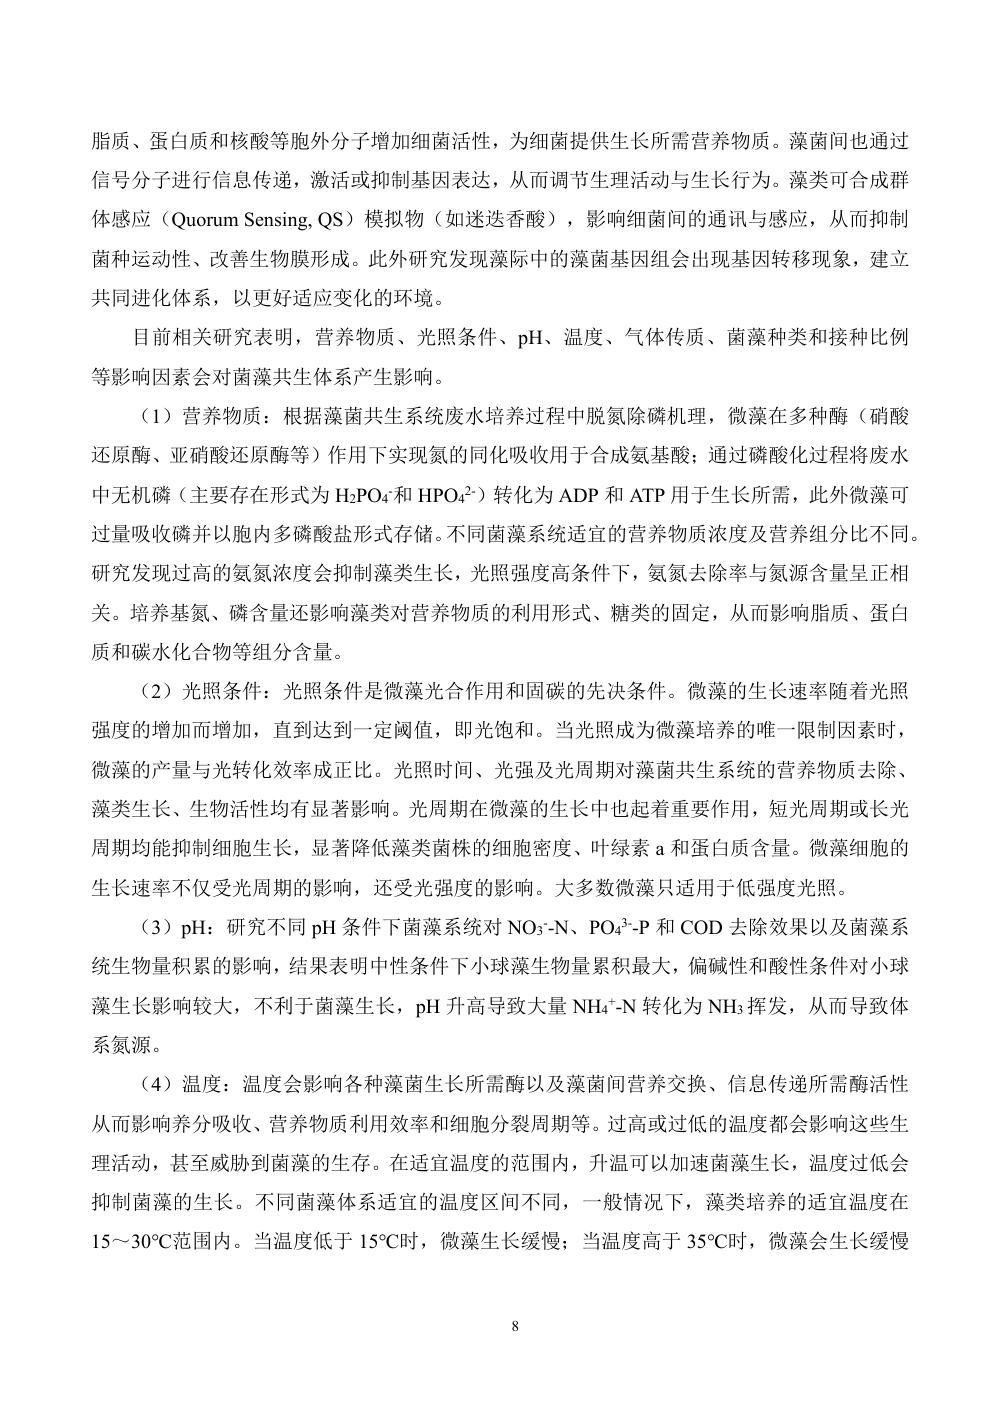 脂质、蛋白质和核酸等胞外分子增加细菌活性，为细菌提供生长所需营养物质。藻菌间也通过
信号分子进行信息传递，激活或抑制基因表达，从而调节生理活动与生长行为。藻类可合成群
体感应（Quorum Sensing, QS）模拟物（如迷迭香酸），影响细菌间的通讯与感应，从而抑制
菌种运动性、改善生物膜形成。此外研究发现藻际中的藻菌基因组会出现基因转移现象，建立
共同进化体系，以更好适应变化的环境。
目前相关研究表明，营养物质、光照条件、pH、温度、气体传质、菌藻种类和接种比例
等影响因素会对菌藻共生体系产生影响。
（1）营养物质：根据藻菌共生系统废水培养过程中脱氮除磷机理，微藻在多种酶（硝酸
还原酶、亚硝酸还原酶等）作用下实现氮的同化吸收用于合成氨基酸；通过磷酸化过程将废水
中无机磷（主要存在形式为 H₂PO₄⁻和 HPO₄²⁻）转化为 ADP 和 ATP 用于生长所需，此外微藻可
过量吸收磷并以胞内多磷酸盐形式存储。不同菌藻系统适宜的营养物质浓度及营养组分比不同。
研究发现过高的氨氮浓度会抑制藻类生长，光照强度高条件下，氨氮去除率与氮源含量呈正相
关。培养基氮、磷含量还影响藻类对营养物质的利用形式、糖类的固定，从而影响脂质、蛋白
质和碳水化合物等组分含量。
（2）光照条件：光照条件是微藻光合作用和固碳的先决条件。微藻的生长速率随着光照
强度的增加而增加，直到达到一定阈值，即光饱和。当光照成为微藻培养的唯一限制因素时，
微藻的产量与光转化效率成正比。光照时间、光强及光周期对藻菌共生系统的营养物质去除、
藻类生长、生物活性均有显著影响。光周期在微藻的生长中也起着重要作用，短光周期或长光
周期均能抑制细胞生长，显著降低藻类菌株的细胞密度、叶绿素 a 和蛋白质含量。微藻细胞的
生长速率不仅受光周期的影响，还受光强度的影响。大多数微藻只适用于低强度光照。
（3）pH：研究不同 pH 条件下菌藻系统对 NO₃⁻-N、PO₄³⁻-P 和 COD 去除效果以及菌藻系
统生物量积累的影响，结果表明中性条件下小球藻生物量累积最大，偏碱性和酸性条件对小球
藻生长影响较大，不利于菌藻生长，pH 升高导致大量 NH₄⁺-N 转化为 NH₃ 挥发，从而导致体
系氮源。
（4）温度：温度会影响各种藻菌生长所需酶以及藻菌间营养交换、信息传递所需酶活性
从而影响养分吸收、营养物质利用效率和细胞分裂周期等。过高或过低的温度都会影响这些生
理活动，甚至威胁到菌藻的生存。在适宜温度的范围内，升温可以加速菌藻生长，温度过低会
抑制菌藻的生长。不同菌藻体系适宜的温度区间不同，一般情况下，藻类培养的适宜温度在
15～30℃范围内。当温度低于 15℃时，微藻生长缓慢；当温度高于 35℃时，微藻会生长缓慢
8